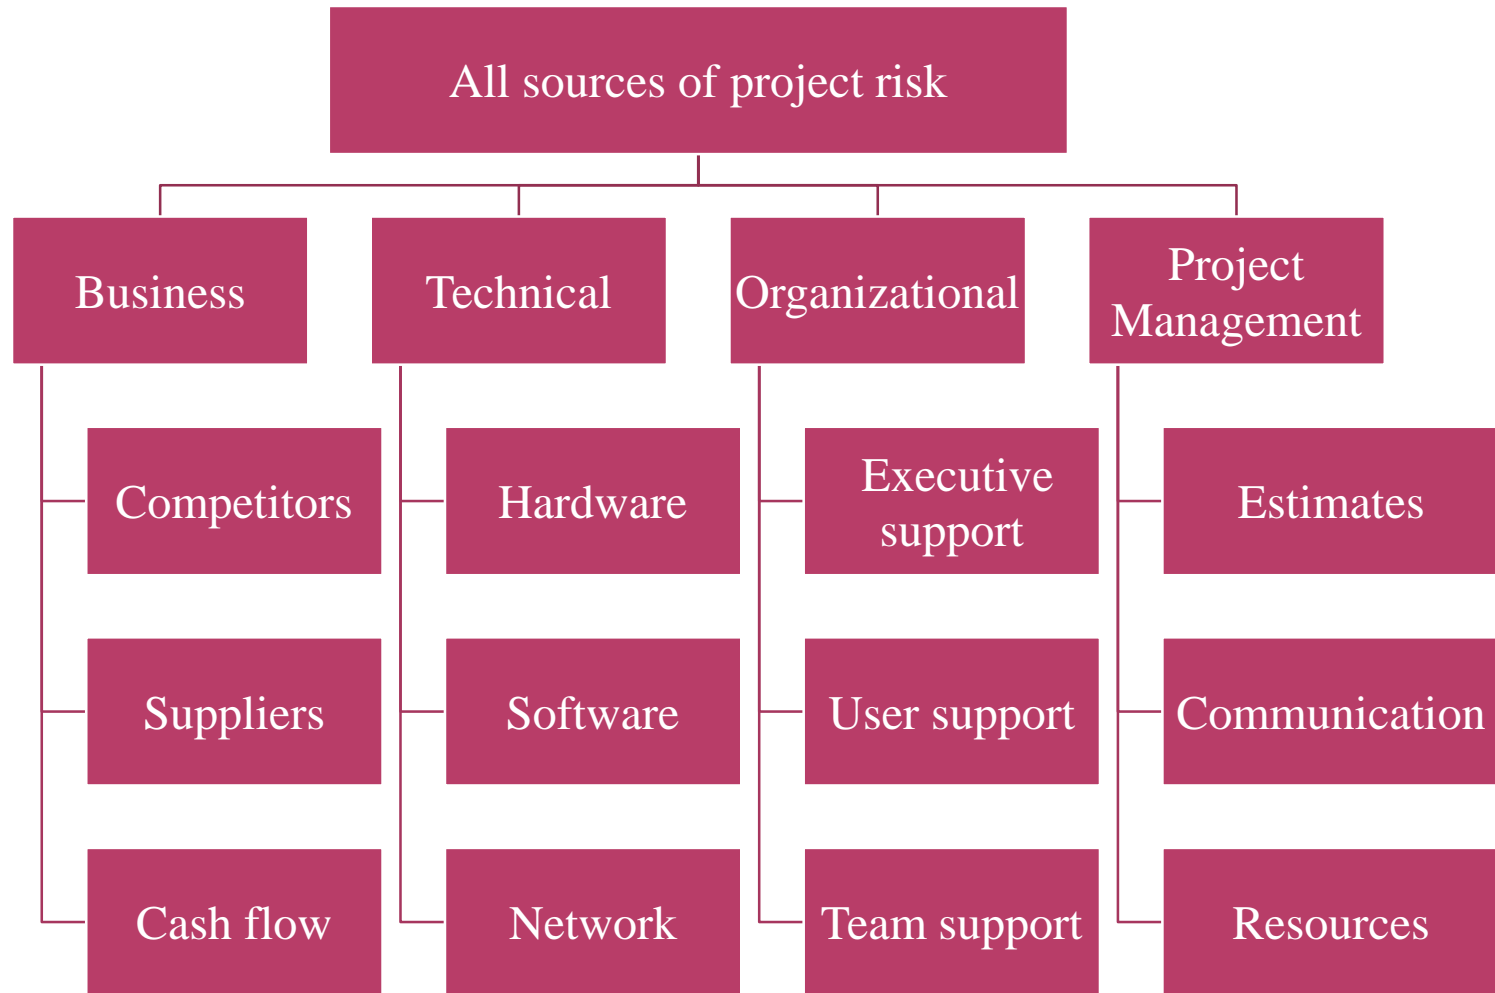 All sources of project risk
Business
Technical
Organizational
Project
Management
Competitors
Hardware
Executive
support
Estimates
Suppliers
Software
User support
Communication
Cash flow
Network
Team support
Resources